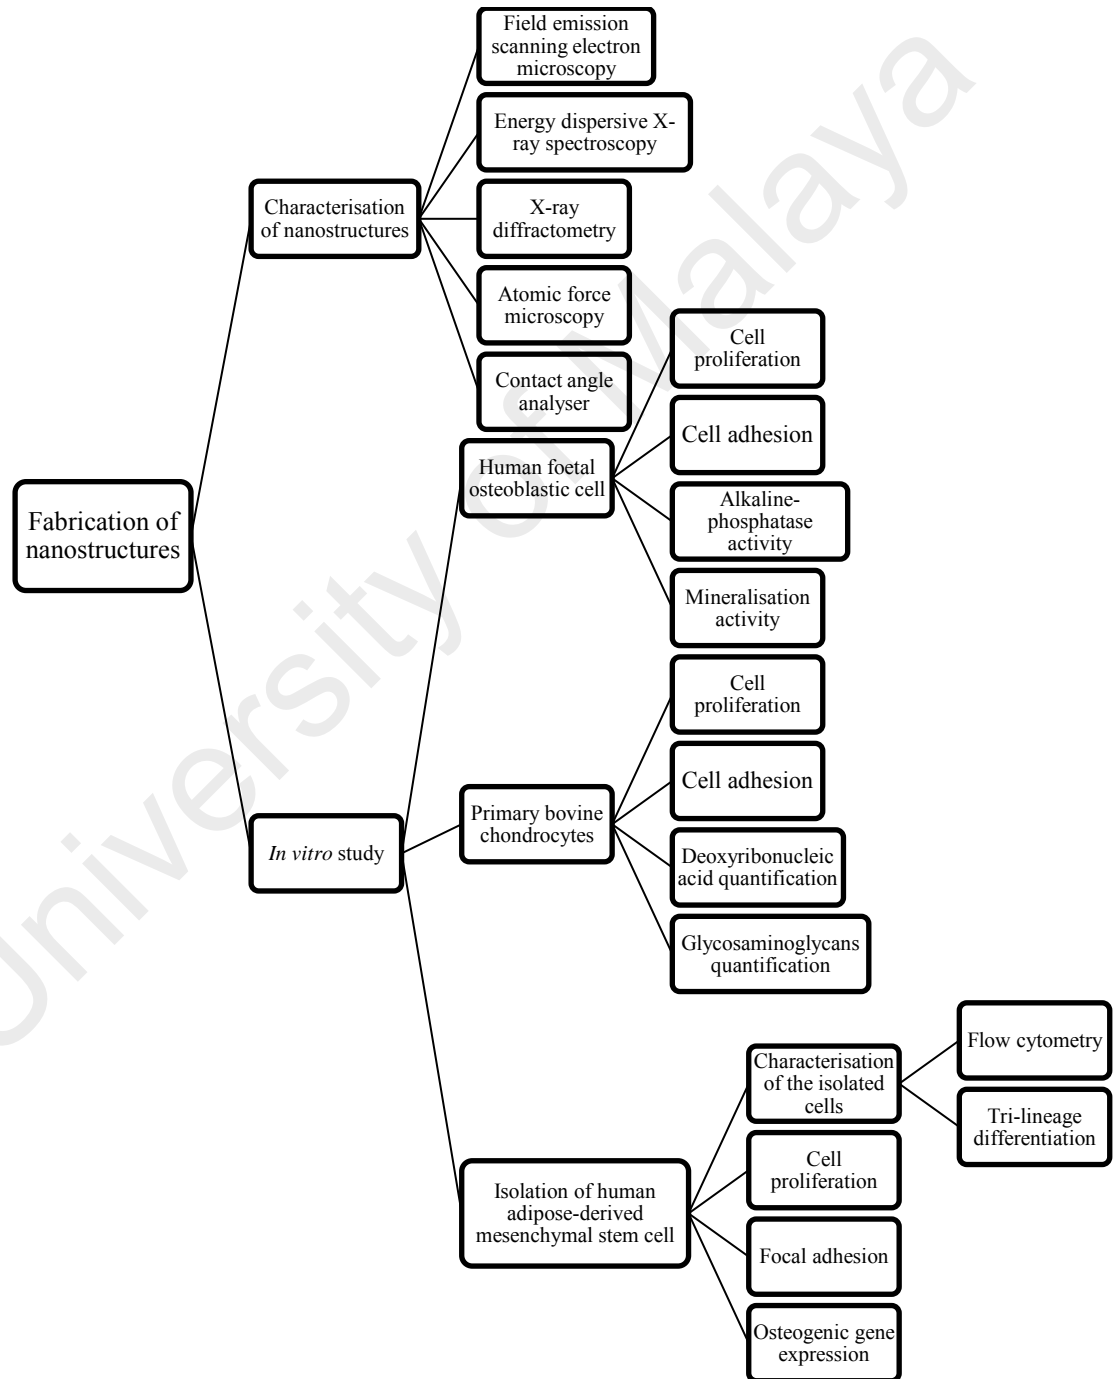 Field emission
scanning electron
microscopy
Energy dispersive X-
ray spectroscopy
Characterisation
of nanostructures
X-ray
diffractometry
Atomic force
microscopy
Contact angle
analyser
Fabrication of
nanostructures
In vitro study
Human foetal
osteoblastic cell
Cell
proliferation
Cell adhesion
Alkaline-
phosphatase
activity
Mineralisation
activity
Primary bovine
chondrocytes
Cell
proliferation
Cell adhesion
Deoxyribonucleic
acid quantification
Glycosaminoglycans
quantification
Isolation of human
adipose-derived
mesenchymal stem cell
Characterisation
of the isolated
cells
Flow cytometry
Tri-lineage
differentiation
Cell
proliferation
Focal adhesion
Osteogenic gene
expression
University of Malaya